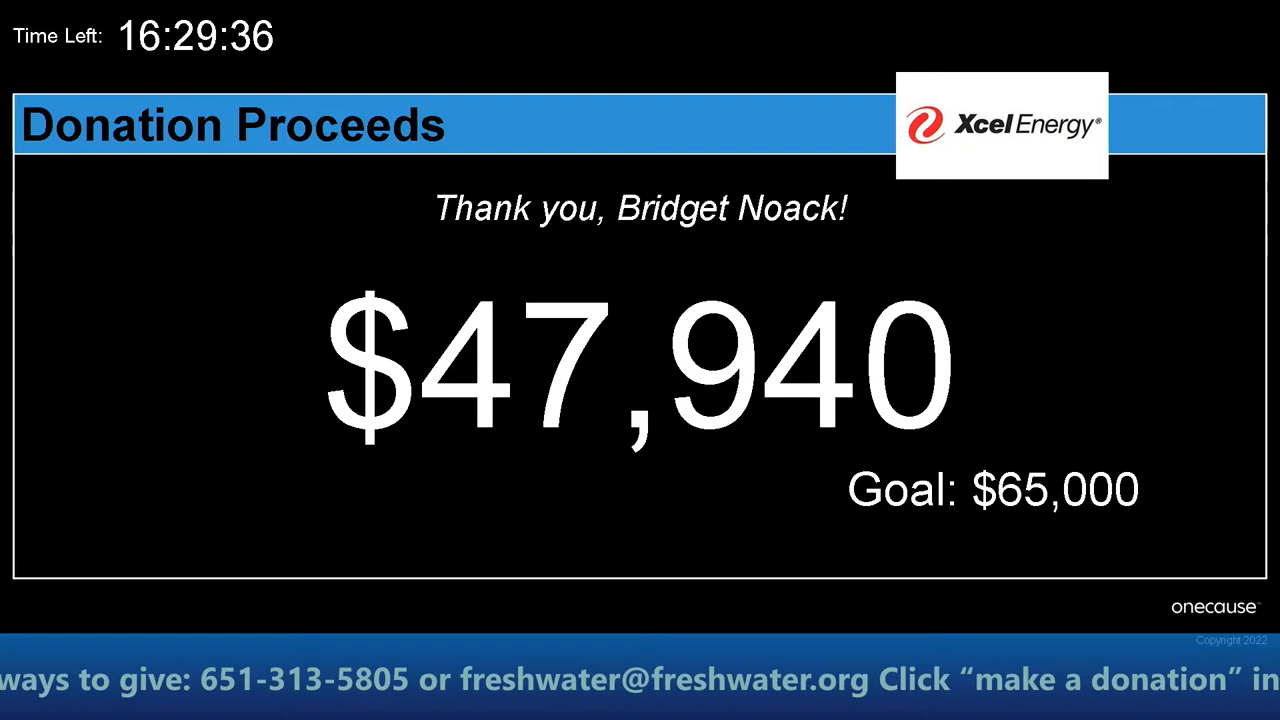 Time Left: 16:29:36
Donation Proceeds
Xcel Energy®
Thank you, Bridget Noack!
$47,940
Goal: $65,000
onecause™
Copyright 2022
ways to give: 651-313-5805 or freshwater@freshwater.org Click “make a donation” in